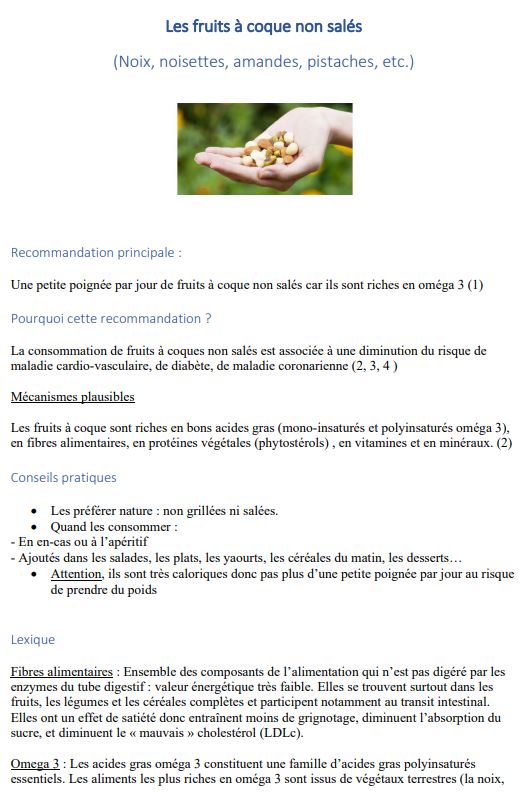 Les fruits à coque non salés
(Noix, noisettes, amandes, pistaches, etc.)
Recommandation principale :
Une petite poignée par jour de fruits à coque non salés car ils sont riches en oméga 3 (1)
Pourquoi cette recommandation ?
La consommation de fruits à coques non salés est associée à une diminution du risque de
maladie cardio-vasculaire, de diabète, de maladie coronarienne (2, 3, 4 )
Mécanismes plausibles
Les fruits à coque sont riches en bons acides gras (mono-insaturés et polyinsaturés oméga 3),
en fibres alimentaires, en protéines végétales (phytostérols) , en vitamines et en minéraux. (2)
Conseils pratiques
• Les préférer nature : non grillées ni salées.
• Quand les consommer :
- En en-cas ou à l’apéritif
- Ajoutés dans les salades, les plats, les yaourts, les céréales du matin, les desserts…
• Attention, ils sont très caloriques donc pas plus d’une petite poignée par jour au risque
de prendre du poids
Lexique
Fibres alimentaires : Ensemble des composants de l’alimentation qui n’est pas digéré par les
enzymes du tube digestif : valeur énergétique très faible. Elles se trouvent surtout dans les
fruits, les légumes et les céréales complètes et participent notamment au transit intestinal.
Elles ont un effet de satiété donc entraînent moins de grignotage, diminuent l’absorption du
sucre, et diminuent le « mauvais » cholestérol (LDLc).
Omega 3 : Les acides gras oméga 3 constituent une famille d’acides gras polyinsaturés
essentiels. Les aliments les plus riches en oméga 3 sont issus de végétaux terrestres (la noix,